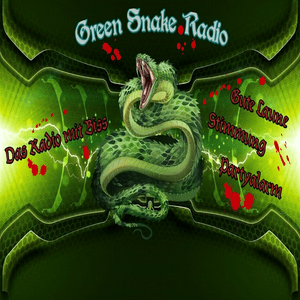 Green Snake Radio
Das Radio mit Biss
Gute Laune
Stimmung
Partyalarm